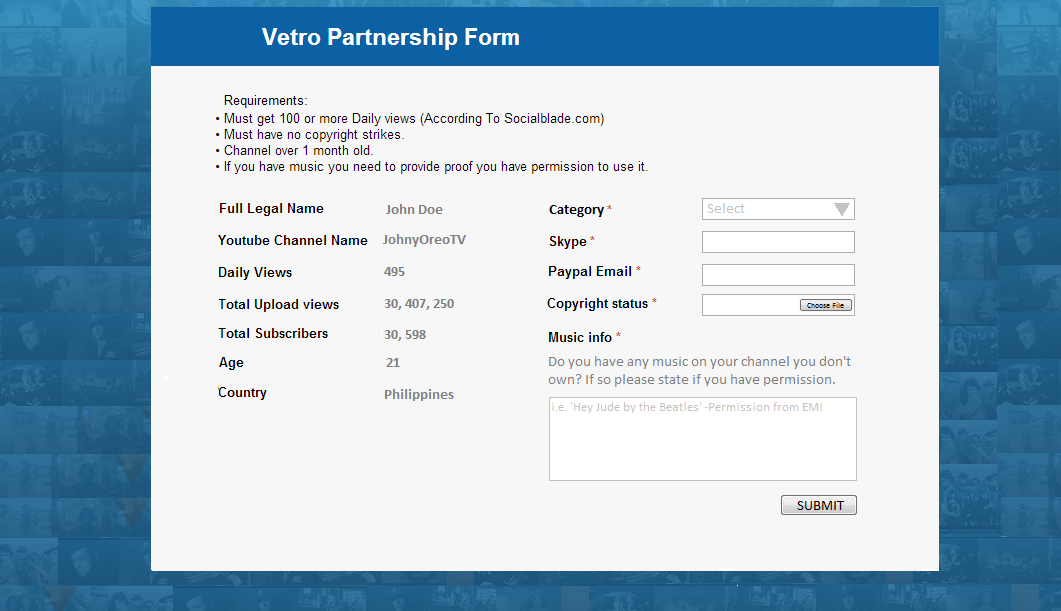 Vetro Partnership Form
Requirements:
• Must get 100 or more Daily views (According To Socialblade.com)
• Must have no copyright strikes.
• Channel over 1 month old.
• If you have music you need to provide proof you have permission to use it.
Full Legal Name John Doe
Youtube Channel Name JohnyOreoTV
Daily Views 495
Total Upload views 30, 407, 250
Total Subscribers 30, 598
Age 21
Country Philippines
Category * Select
Skype *
Paypal Email *
Copyright status * Choose File
Music info *
Do you have any music on your channel you don't
own? If so please state if you have permission.
i.e. 'Hey Jude by the Beatles' -Permission from EMI
SUBMIT